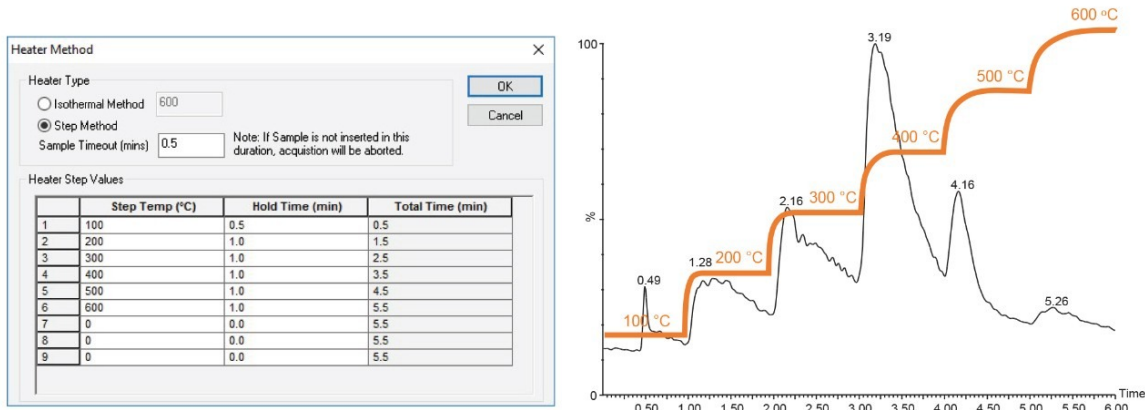 Heater Method
Heater Type
Isothermal Method 600
Step Method
Sample Timeout (mins) 0.5
Note: If Sample is not inserted in this
duration, acquistion will be aborted.
OK
Cancel
Heater Step Values
Step Temp (ºC) Hold Time (min) Total Time (min)
1 100 0.5 0.5
2 200 1.0 1.5
3 300 1.0 2.5
4 400 1.0 3.5
5 500 1.0 4.5
6 600 1.0 5.5
7 0 0.0 5.5
8 0 0.0 5.5
9 0 0.0 5.5
600 ºC
500 °C
400 °C
300 °C
200 °C
100 °C
100
%
0
0.49
1.28
2.16
3.19
4.16
5.26
0.50 1.00 1.50 2.00 2.50 3.00 3.50 4.00 4.50 5.00 5.50 6.00
Time